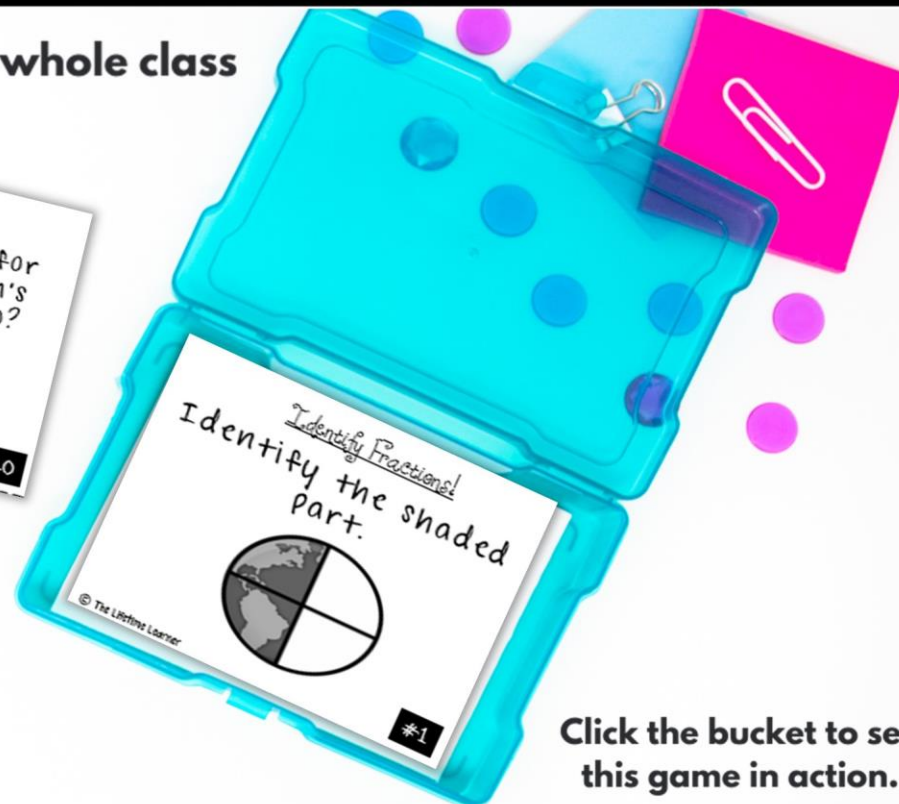 whole class
for
n's
?
Identify Fractions!
Identify the shaded
Part.
© The Lifetime Learner
#1
Click the bucket to se
this game in action.